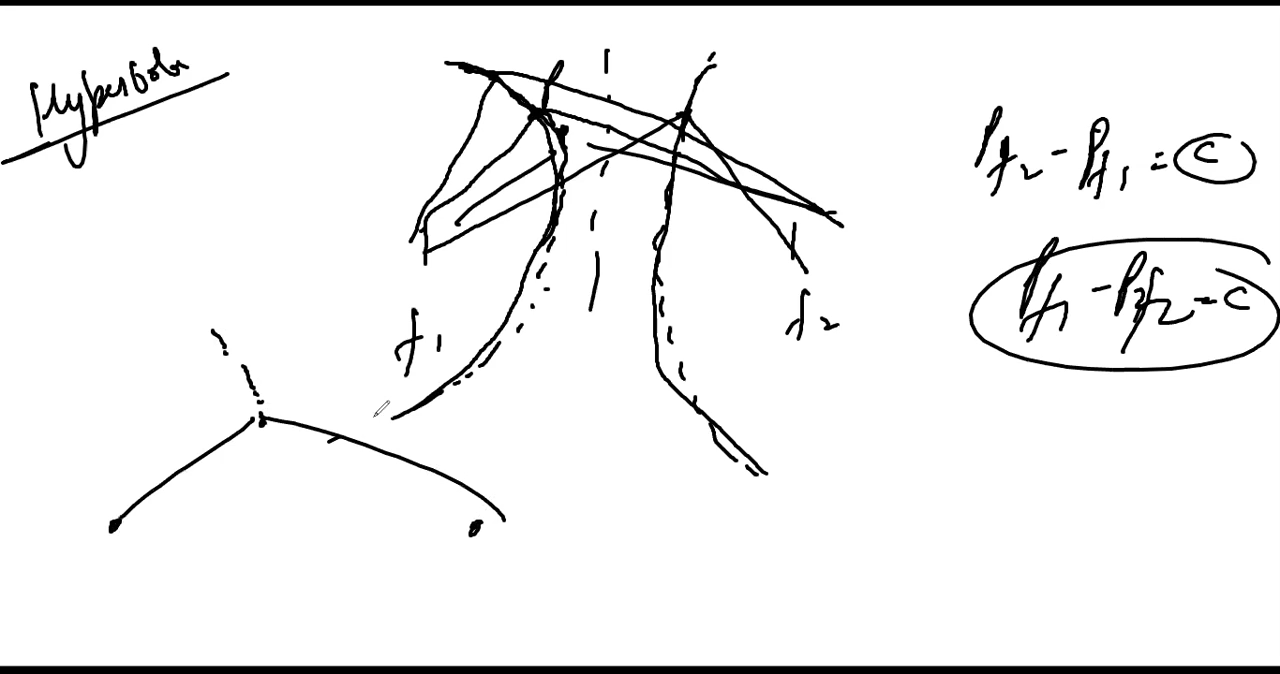 Hyperbola
P
f1
f2
Pf2 - Pf1 = C
Pf1 - Pf2 = C